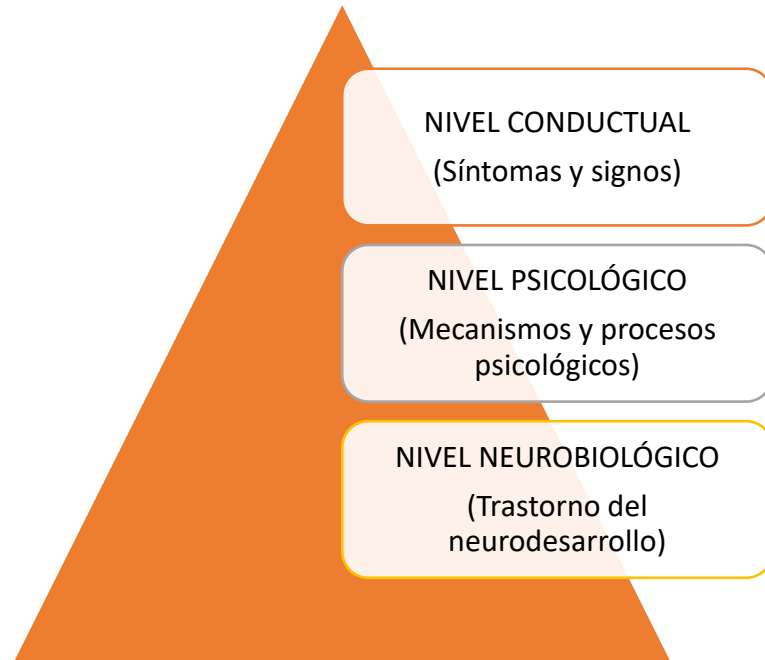 NIVEL CONDUCTUAL
(Síntomas y signos)
NIVEL PSICOLÓGICO
(Mecanismos y procesos
psicológicos)
NIVEL NEUROBIOLÓGICO
(Trastorno del
neurodesarrollo)